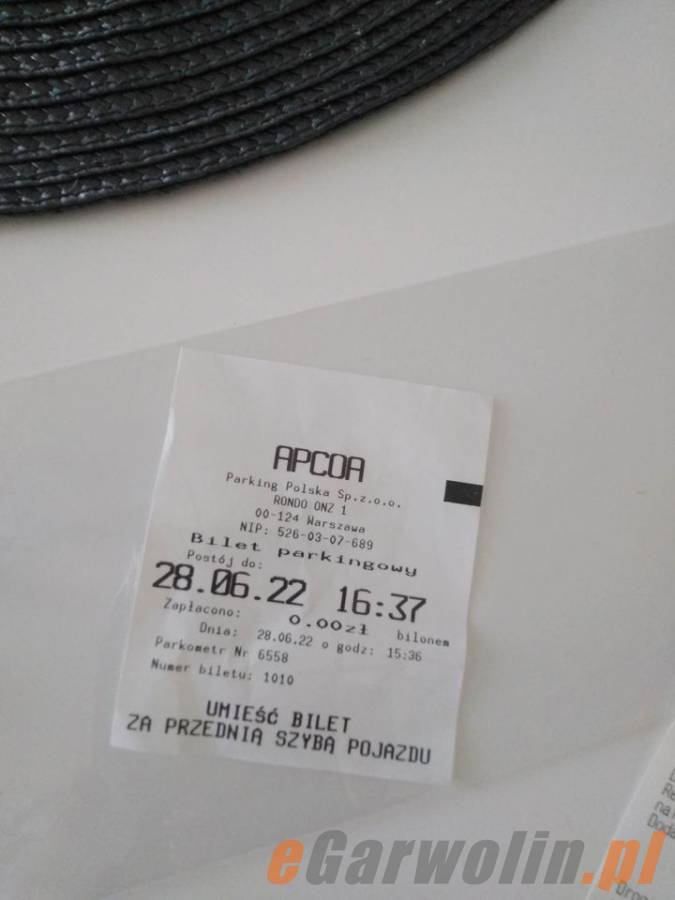 APCOA
Parking Polska Sp.z.o.o.
RONDO ONZ 1
00-124 Warszawa
NIP: 526-03-07-689
Bilet parkingowy
Postój do:
28.06.22 16:37
Zapłacono: 0.00zł bilonem
Dnia: 28.06.22 o godz: 15:36
Parkometr Nr 6558
Numer biletu: 1010
UMIEŚĆ BILET
ZA PRZEDNIĄ SZYBĄ POJAZDU
na
Doda
eGarwolin.pl